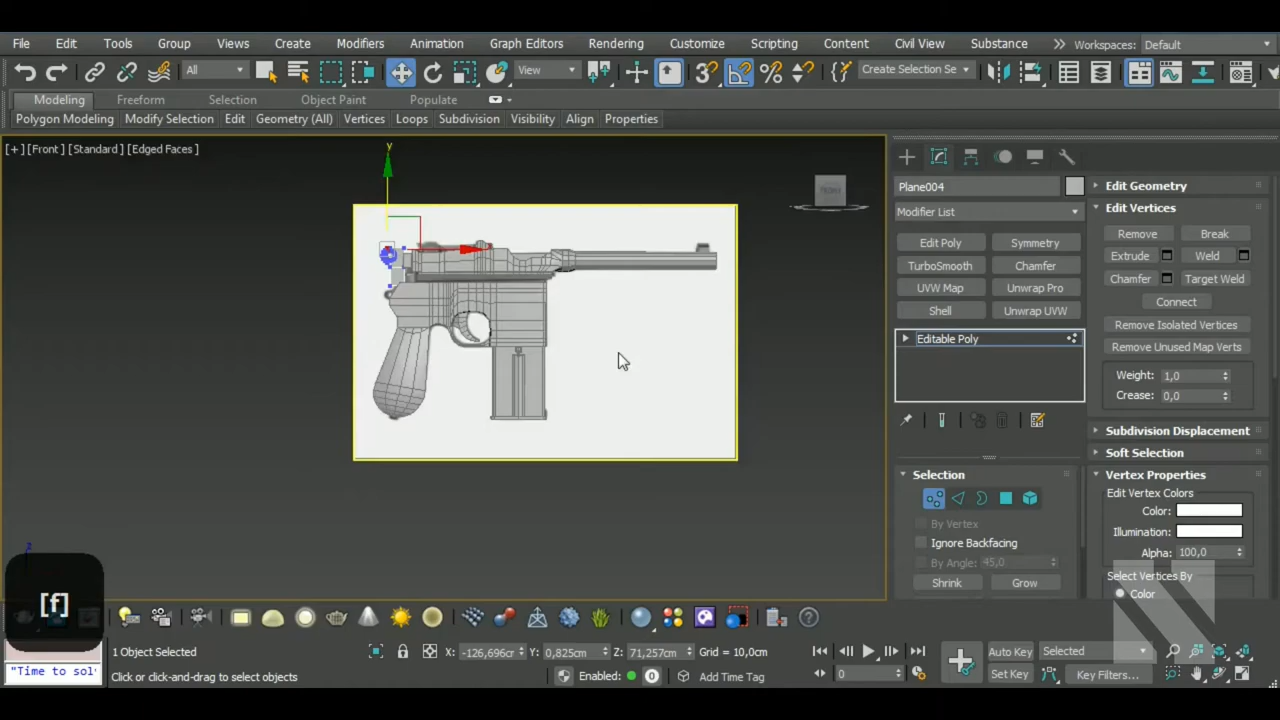 File Edit Tools Group Views Create Modifiers Animation Graph Editors Rendering Customize Scripting Content Civil View Substance Workspaces: Default
All View Create Selection Se
Modeling Freeform Selection Object Paint Populate
Polygon Modeling Modify Selection Edit Geometry (All) Vertices Loops Subdivision Visibility Align Properties
[+] [Front] [Standard] [Edged Faces]
y
z
[f]
Plane004
Modifier List
Edit Poly Symmetry
TurboSmooth Chamfer
UVW Map Unwrap Pro
Shell Unwrap UVW
Editable Poly
Selection
By Vertex
Ignore Backfacing
By Angle: 45,0
Shrink Grow
Edit Geometry
Edit Vertices
Remove Break
Extrude Weld
Chamfer Target Weld
Connect
Remove Isolated Vertices
Remove Unused Map Verts
Weight: 1,0
Crease: 0,0
Subdivision Displacement
Soft Selection
Vertex Properties
Edit Vertex Colors
Color:
Illumination:
Alpha: 100,0
Select Vertices By
Color
1 Object Selected X: -126,696cr Y: 0,825cm Z: 71,257cm Grid = 10,0cm Auto Key Selected
"Time to sol Click or click-and-drag to select objects Enabled: 0 Add Time Tag 0 Set Key Key Filters...